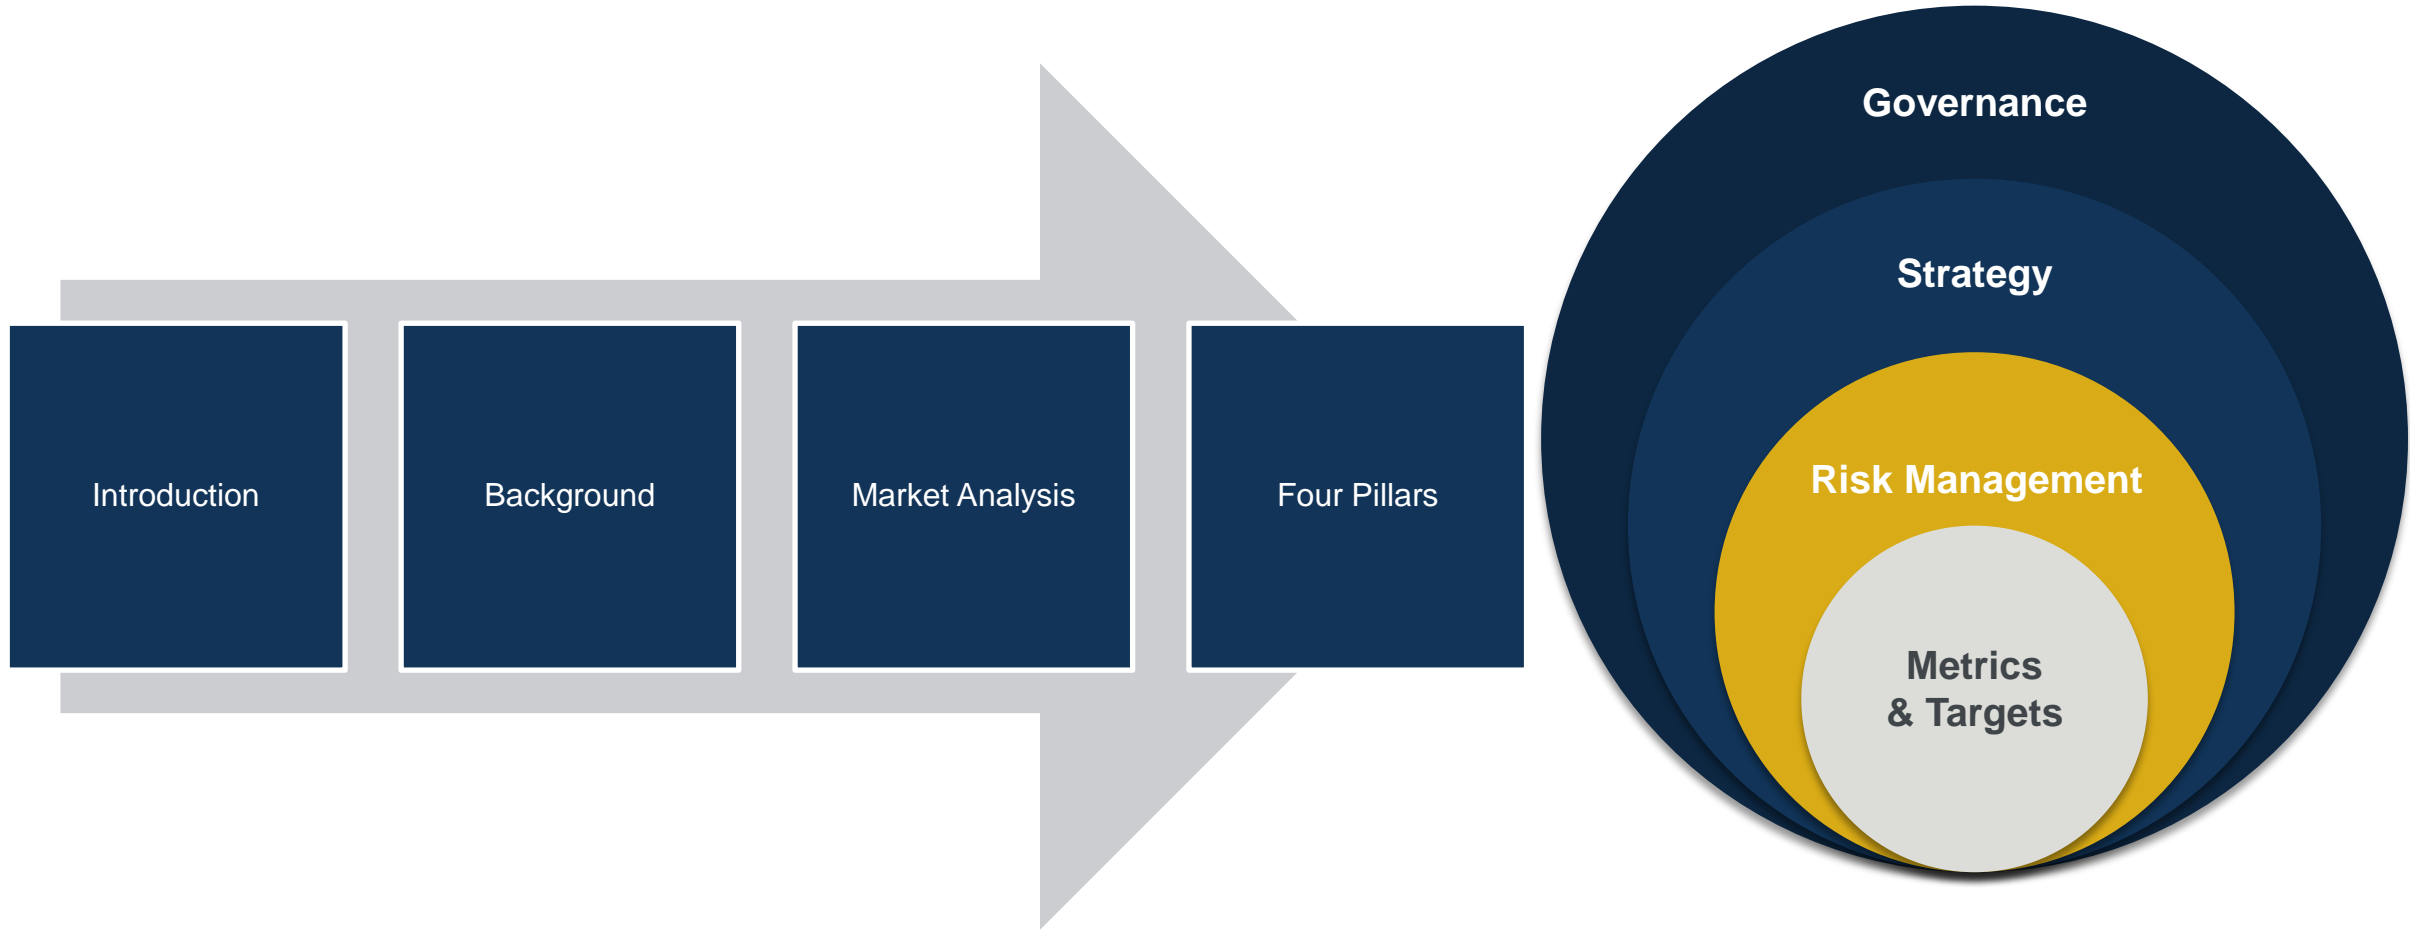 Introduction
Background
Market Analysis
Four Pillars
Governance
Strategy
Risk Management
Metrics
& Targets